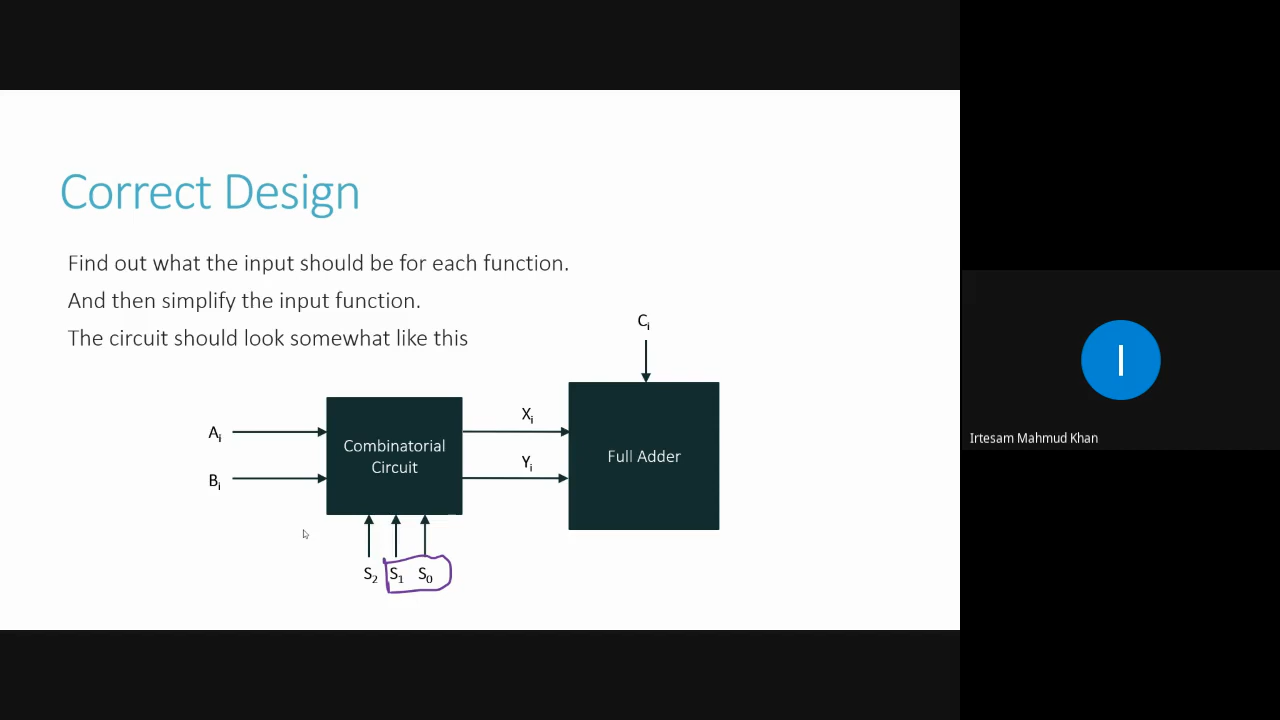 Correct Design
Find out what the input should be for each function.
And then simplify the input function.
The circuit should look somewhat like this
Ci
Ai
Bi
Combinatorial
Circuit
Xi
Yi
Full Adder
S2 S1 S0
I
Irtesam Mahmud Khan